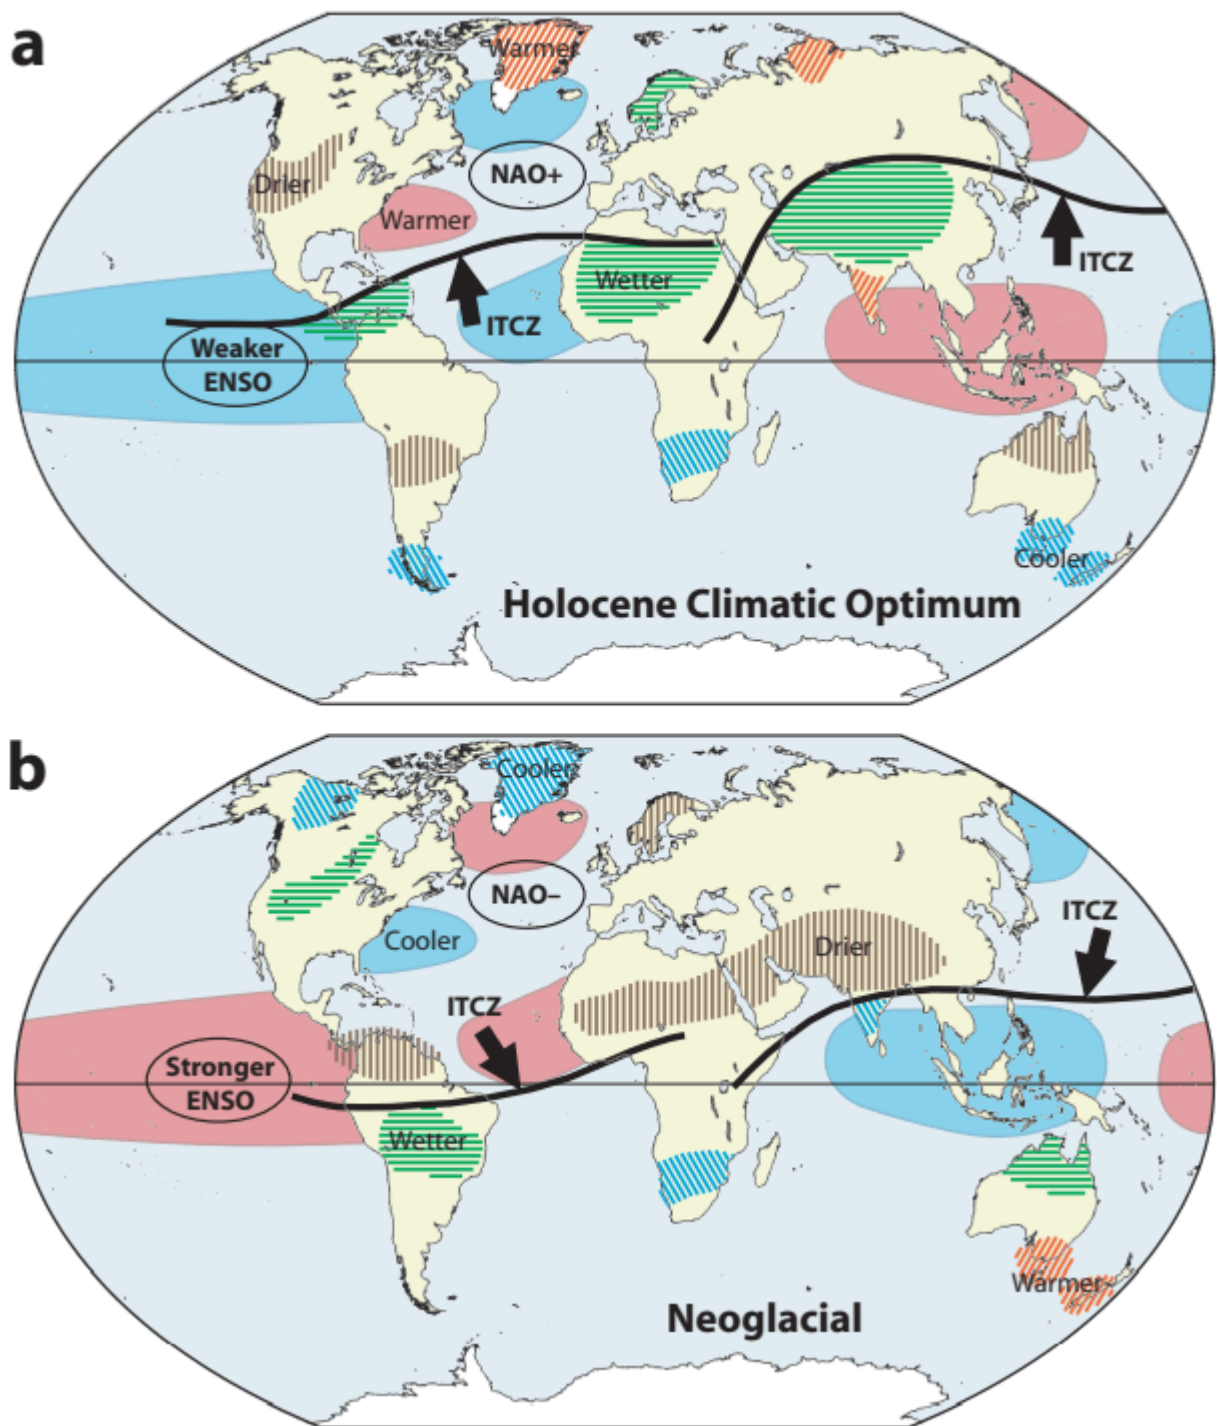 a
Warmer
NAO+
Drier
Warmer
Wetter
ITCZ
ITCZ
Weaker
ENSO
Cooler
Holocene Climatic Optimum
b
Cooler
NAO–
ITCZ
Cooler
Drier
ITCZ
Stronger
ENSO
Wetter
Warmer
Neoglacial